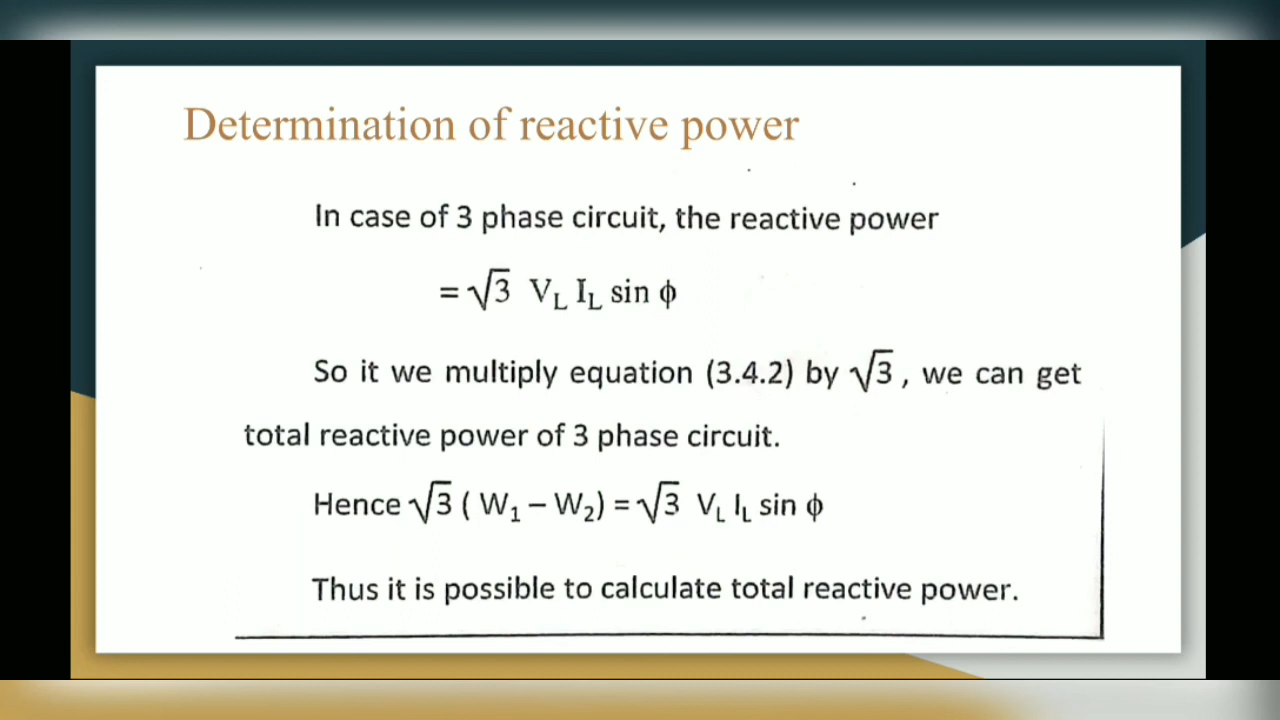 Determination of reactive power
In case of 3 phase circuit, the reactive power
= √3 V_L I_L sin ϕ
So it we multiply equation (3.4.2) by √3 , we can get
total reactive power of 3 phase circuit.
Hence √3 ( W₁ – W₂) = √3 V_L I_L sin ϕ
Thus it is possible to calculate total reactive power.